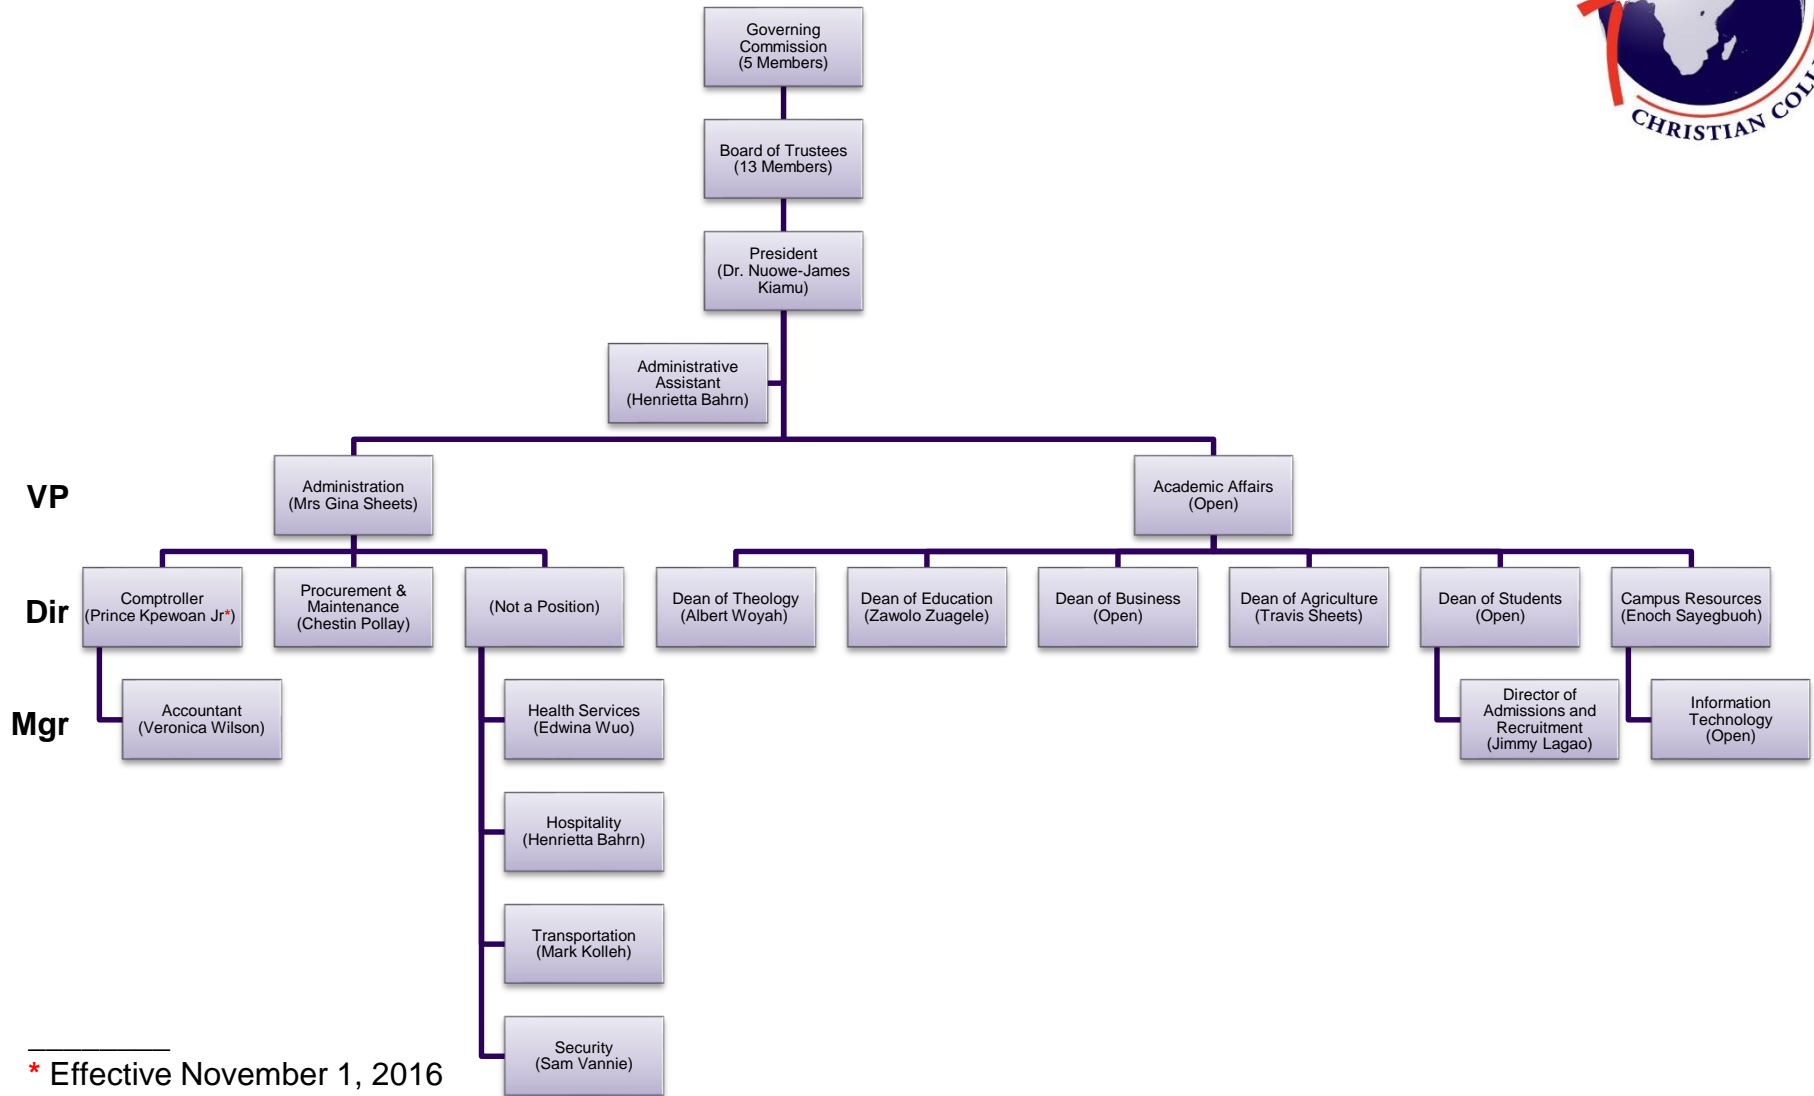 Governing
Commission
(5 Members)
CHRISTIAN
Board of Trustees
(13 Members)
President
(Dr. Nuowe-James
Kiamu)
Administrative
Assistant
(Henrietta Bahrn)
VP
Administration
(Mrs Gina Sheets)
Academic Affairs
(Open)
Dir
Comptroller
(Prince Kpewoan Jr*)
Procurement &
Maintenance
(Chestin Pollay)
(Not a Position)
Dean of Theology
(Albert Woyah)
Dean of Education
(Zawolo Zuagele)
Dean of Business
(Open)
Dean of Agriculture
(Travis Sheets)
Dean of Students
(Open)
Campus Resources
(Enoch Sayegbuoh)
Mgr
Accountant
(Veronica Wilson)
Health Services
(Edwina Wuo)
Director of
Admissions and
Recruitment
(Jimmy Lagao)
Information
Technology
(Open)
Hospitality
(Henrietta Bahrn)
Transportation
(Mark Kolleh)
Security
(Sam Vannie)
* Effective November 1, 2016